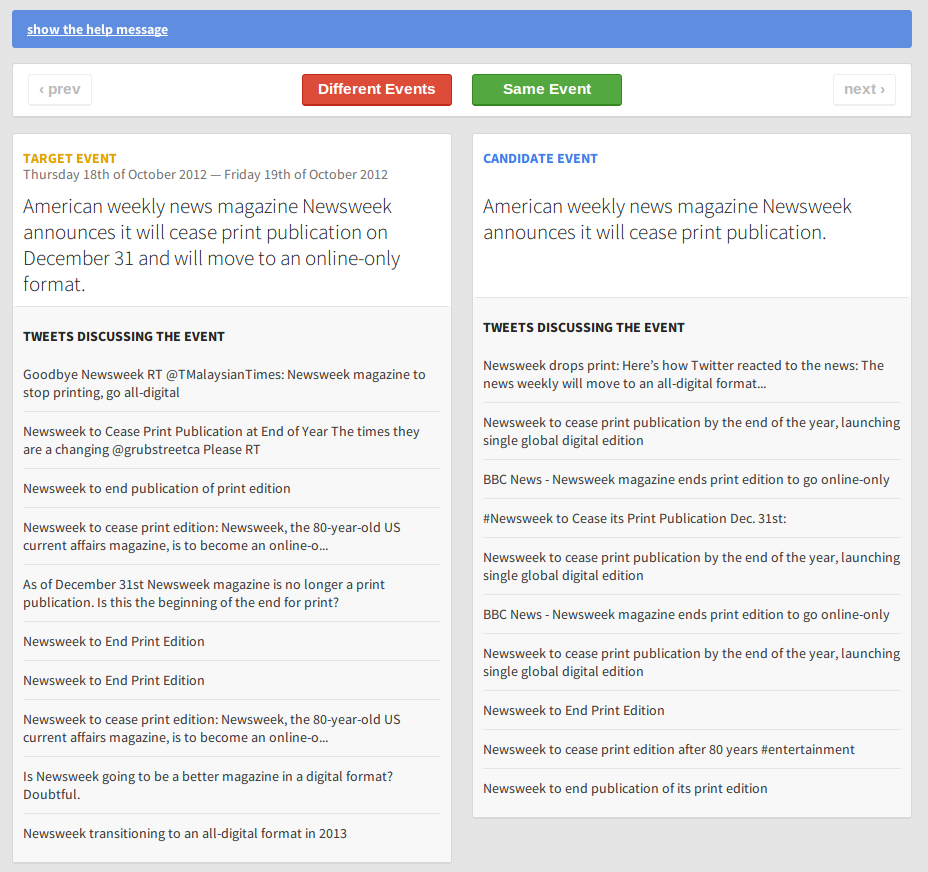 show the help message
‹ prev
Different Events
Same Event
next ›
TARGET EVENT
Thursday 18th of October 2012 — Friday 19th of October 2012
American weekly news magazine Newsweek
announces it will cease print publication on
December 31 and will move to an online-only
format.
TWEETS DISCUSSING THE EVENT
Goodbye Newsweek RT @TMalaysianTimes: Newsweek magazine to
stop printing, go all-digital
Newsweek to Cease Print Publication at End of Year The times they
are a changing @grubstreetca Please RT
Newsweek to end publication of print edition
Newsweek to cease print edition: Newsweek, the 80-year-old US
current affairs magazine, is to become an online-o...
As of December 31st Newsweek magazine is no longer a print
publication. Is this the beginning of the end for print?
Newsweek to End Print Edition
Newsweek to End Print Edition
Newsweek to cease print edition: Newsweek, the 80-year-old US
current affairs magazine, is to become an online-o...
Is Newsweek going to be a better magazine in a digital format?
Doubtful.
Newsweek transitioning to an all-digital format in 2013
CANDIDATE EVENT
American weekly news magazine Newsweek
announces it will cease print publication.
TWEETS DISCUSSING THE EVENT
Newsweek drops print: Here’s how Twitter reacted to the news: The
news weekly will move to an all-digital format...
Newsweek to cease print publication by the end of the year, launching
single global digital edition
BBC News - Newsweek magazine ends print edition to go online-only
#Newsweek to Cease its Print Publication Dec. 31st:
Newsweek to cease print publication by the end of the year, launching
single global digital edition
BBC News - Newsweek magazine ends print edition to go online-only
Newsweek to cease print publication by the end of the year, launching
single global digital edition
Newsweek to End Print Edition
Newsweek to cease print edition after 80 years #entertainment
Newsweek to end publication of its print edition